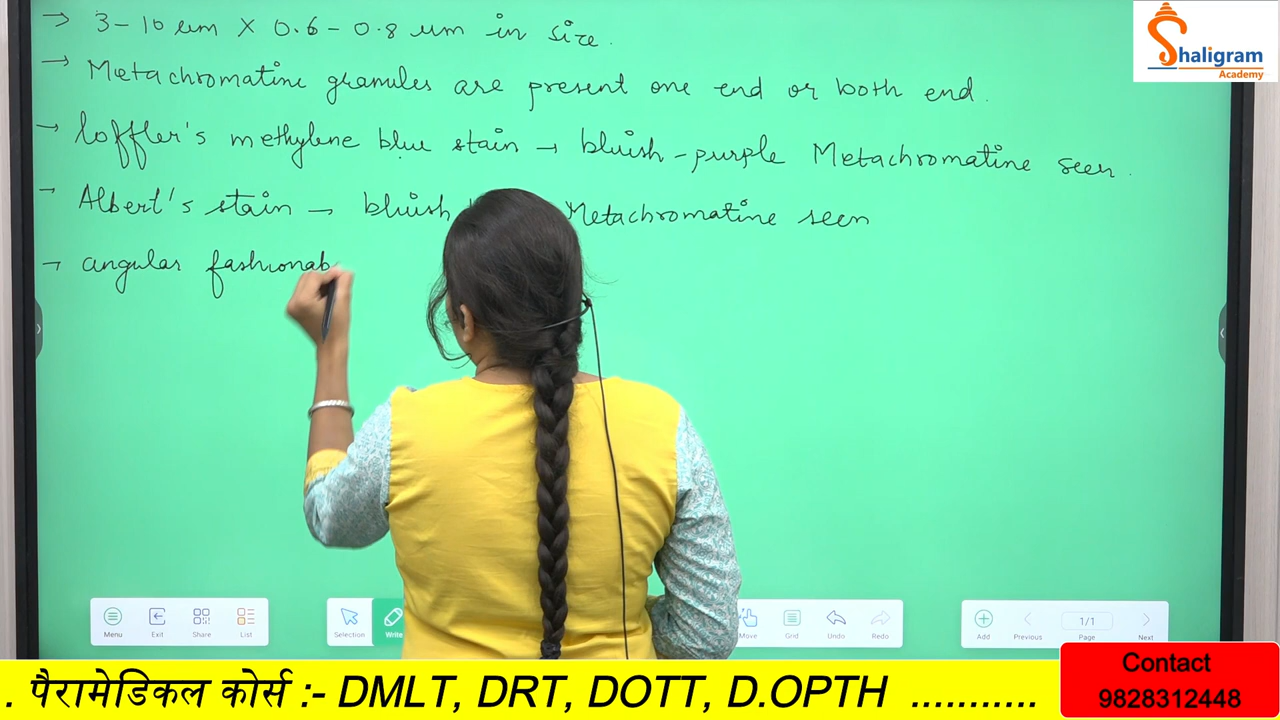 → 3-10 um X 0.6-0.8 um in size.
→ Metachromatine granules are present one end or both end.
→ loffler's methylene blue stain → bluish-purple Metachromatine seen.
→ Albert's stain → bluish Metachromatine seen
→ angular fashionab
Shaligram
Academy
Menu
Exit
Share
List
Selection
Write
Move
Grid
Undo
Redo
Add
Previous
1/1
Page
Next
. पैरामेडिकल कोर्स :- DMLT, DRT, DOTT, D.OPTH ...........
Contact
9828312448